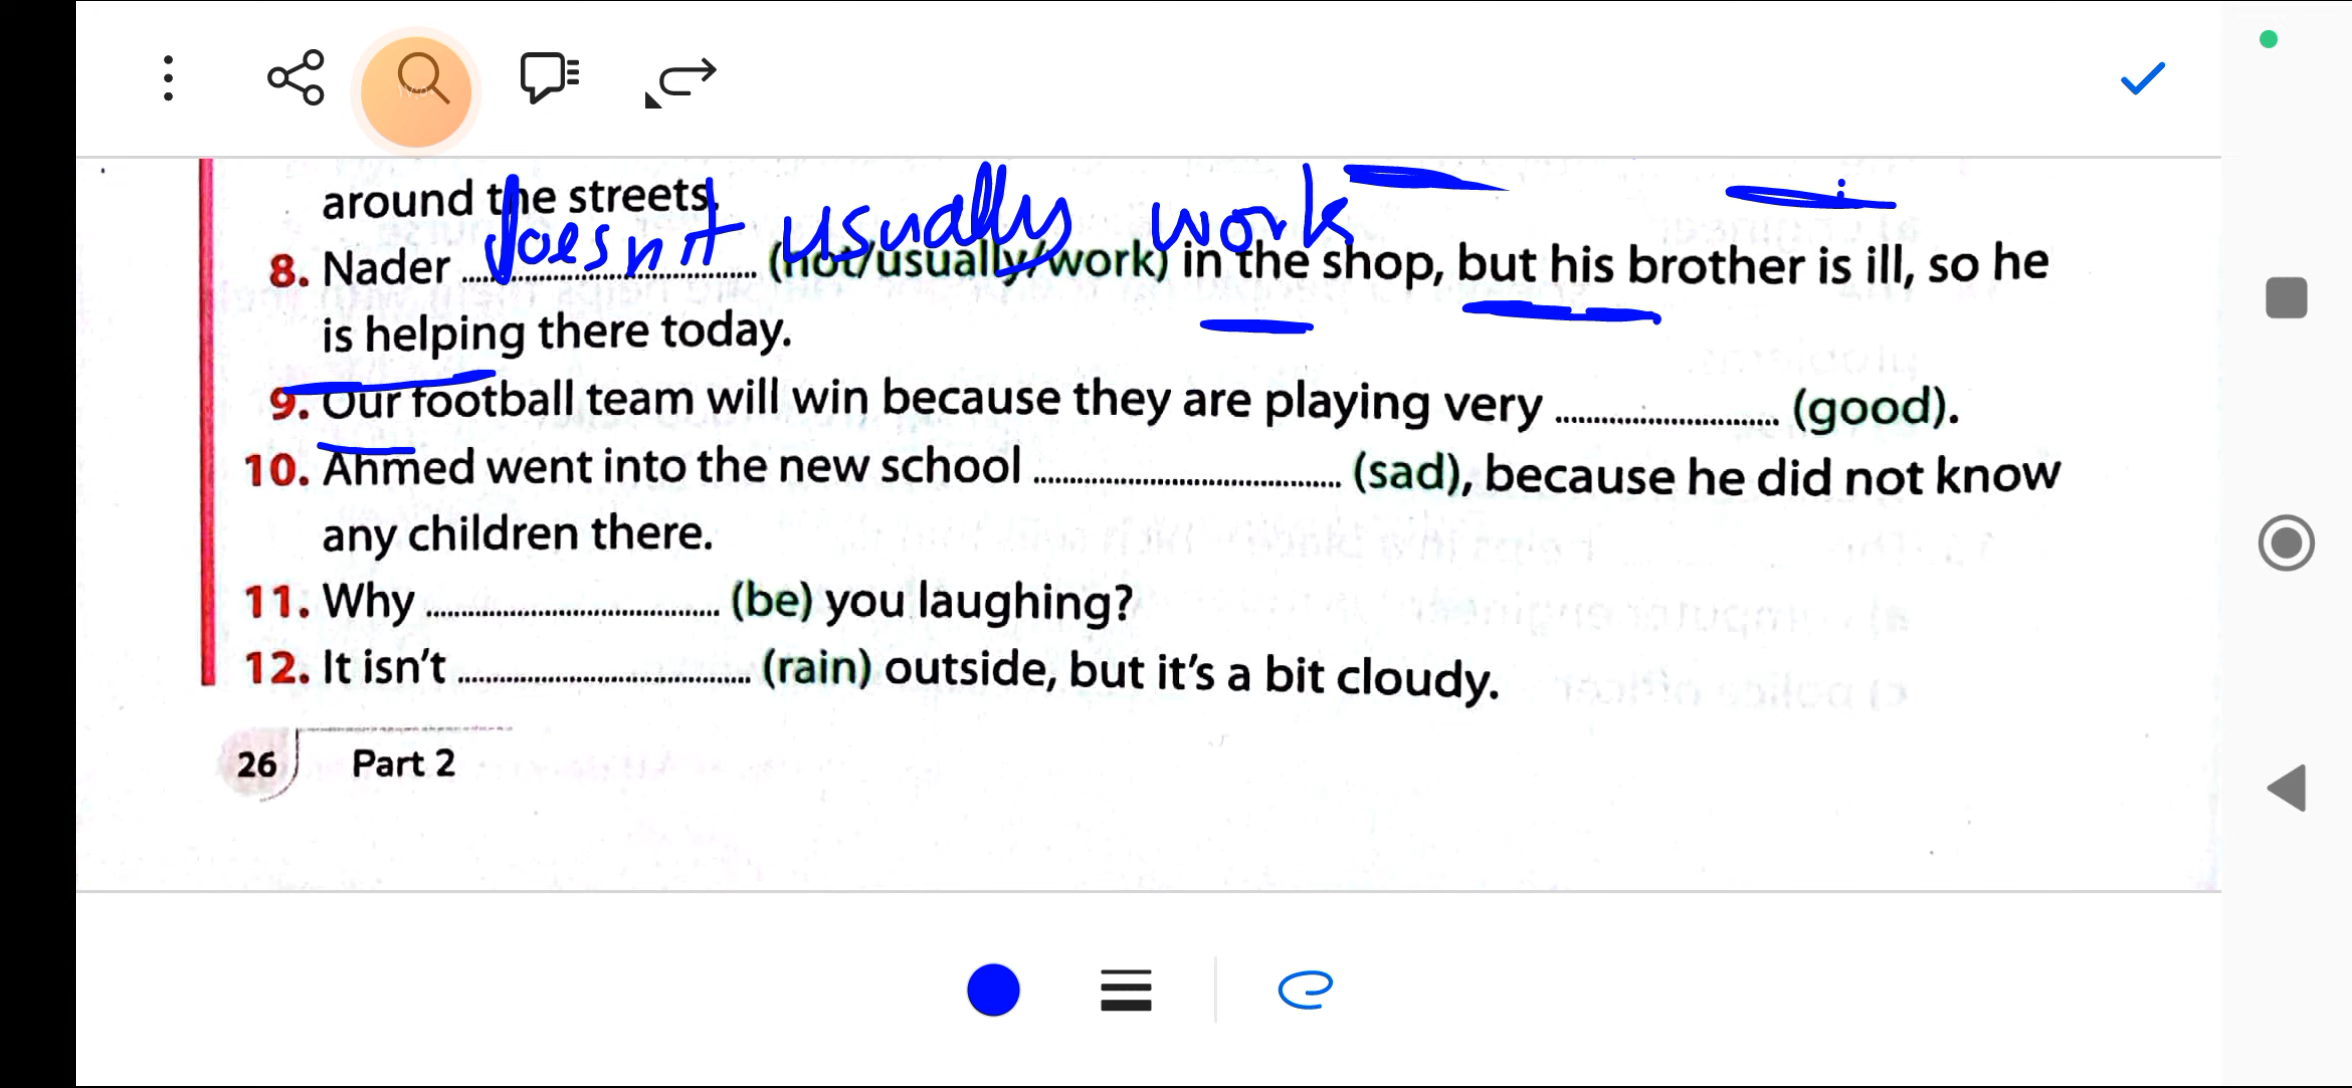 around the streets.
doesn't usually work
8. Nader .................... (not/usually/work) in the shop, but his brother is ill, so he
is helping there today.
9. Our football team will win because they are playing very .................... (good).
10. Ahmed went into the new school .................... (sad), because he did not know
any children there.
11. Why .................... (be) you laughing?
12. It isn't .................... (rain) outside, but it's a bit cloudy.
26 Part 2